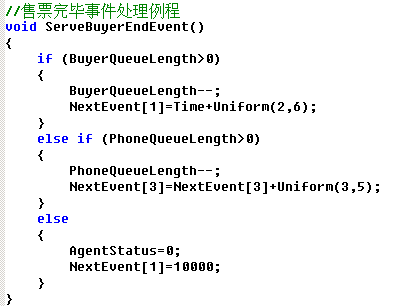 //售票完毕事件处理例程
void ServeBuyerEndEvent()
{
    if (BuyerQueueLength>0)
    {
        BuyerQueueLength--;
        NextEvent[1]=Time+Uniform(2,6);
    }
    else if (PhoneQueueLength>0)
    {
        PhoneQueueLength--;
        NextEvent[3]=NextEvent[3]+Uniform(3,5);
    }
    else
    {
        AgentStatus=0;
        NextEvent[1]=10000;
    }
}